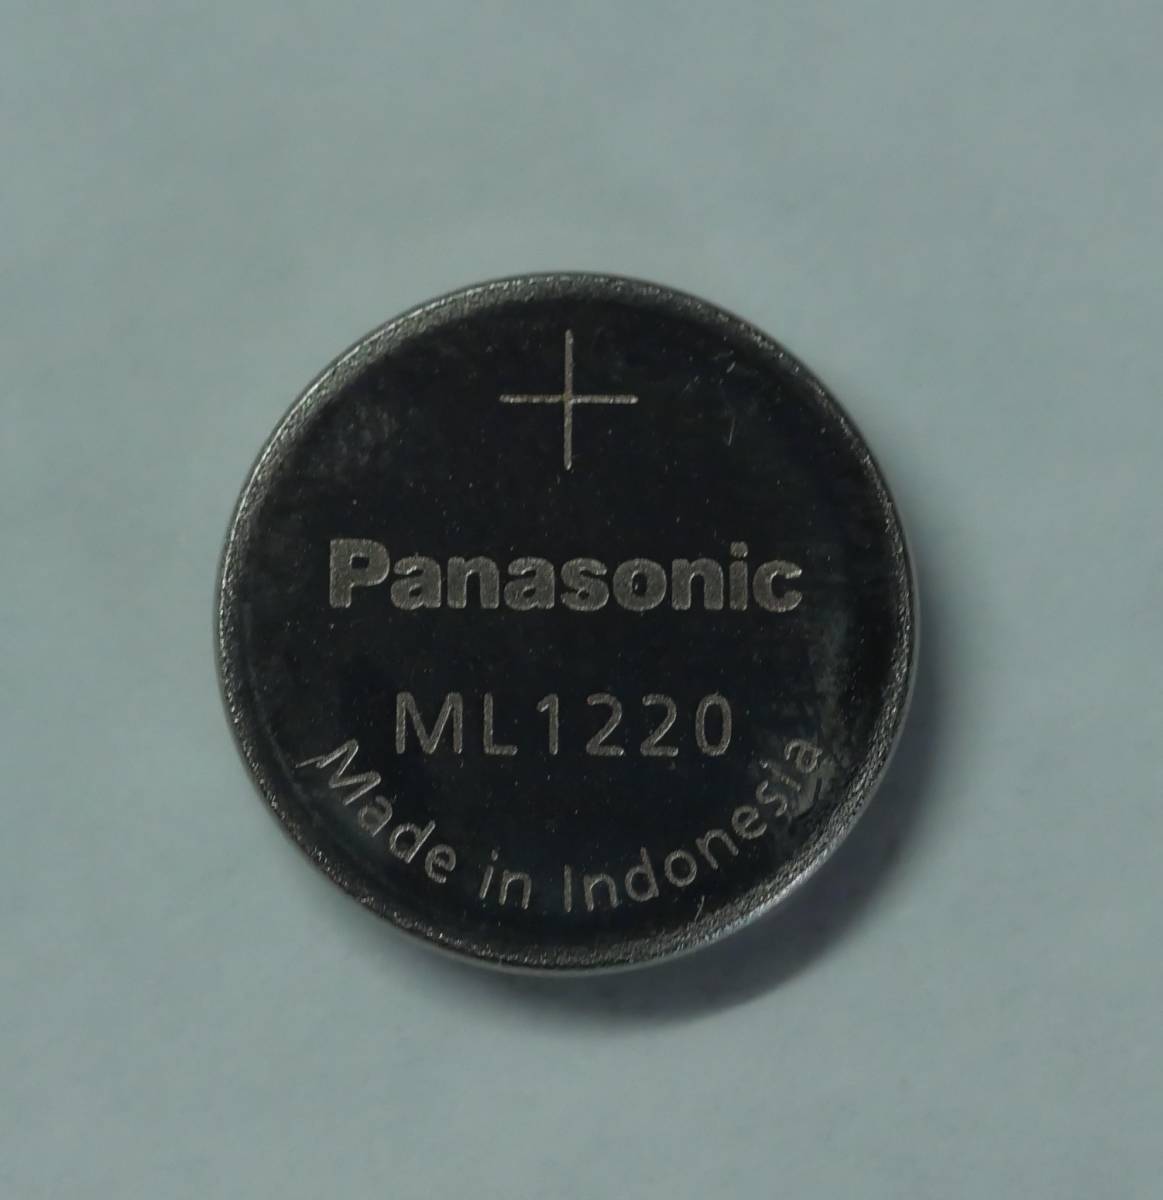 +
Panasonic
ML1220
Made in Indonesia